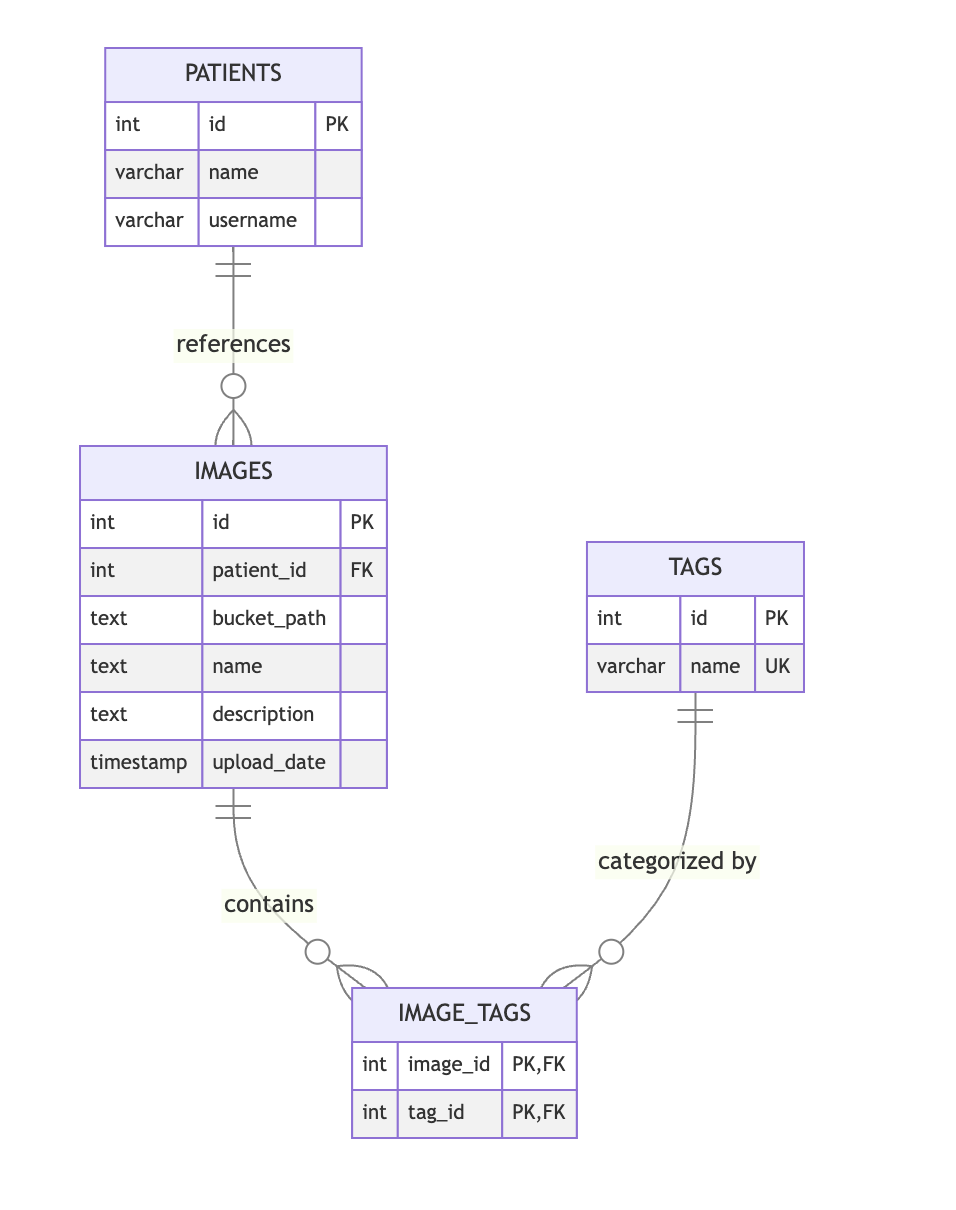 PATIENTS
int id PK
varchar name
varchar username
references
IMAGES
int id PK
int patient_id FK
text bucket_path
text name
text description
timestamp upload_date
TAGS
int id PK
varchar name UK
categorized by
contains
IMAGE_TAGS
int image_id PK,FK
int tag_id PK,FK